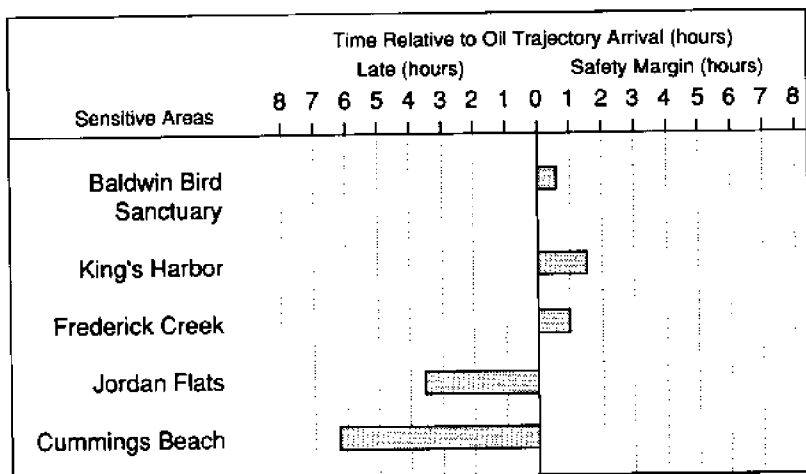 Time Relative to Oil Trajectory Arrival (hours)
Late (hours) Safety Margin (hours)
Sensitive Areas 8 7 6 5 4 3 2 1 0 1 2 3 4 5 6 7 8
Baldwin Bird
Sanctuary
King's Harbor
Frederick Creek
Jordan Flats
Cummings Beach